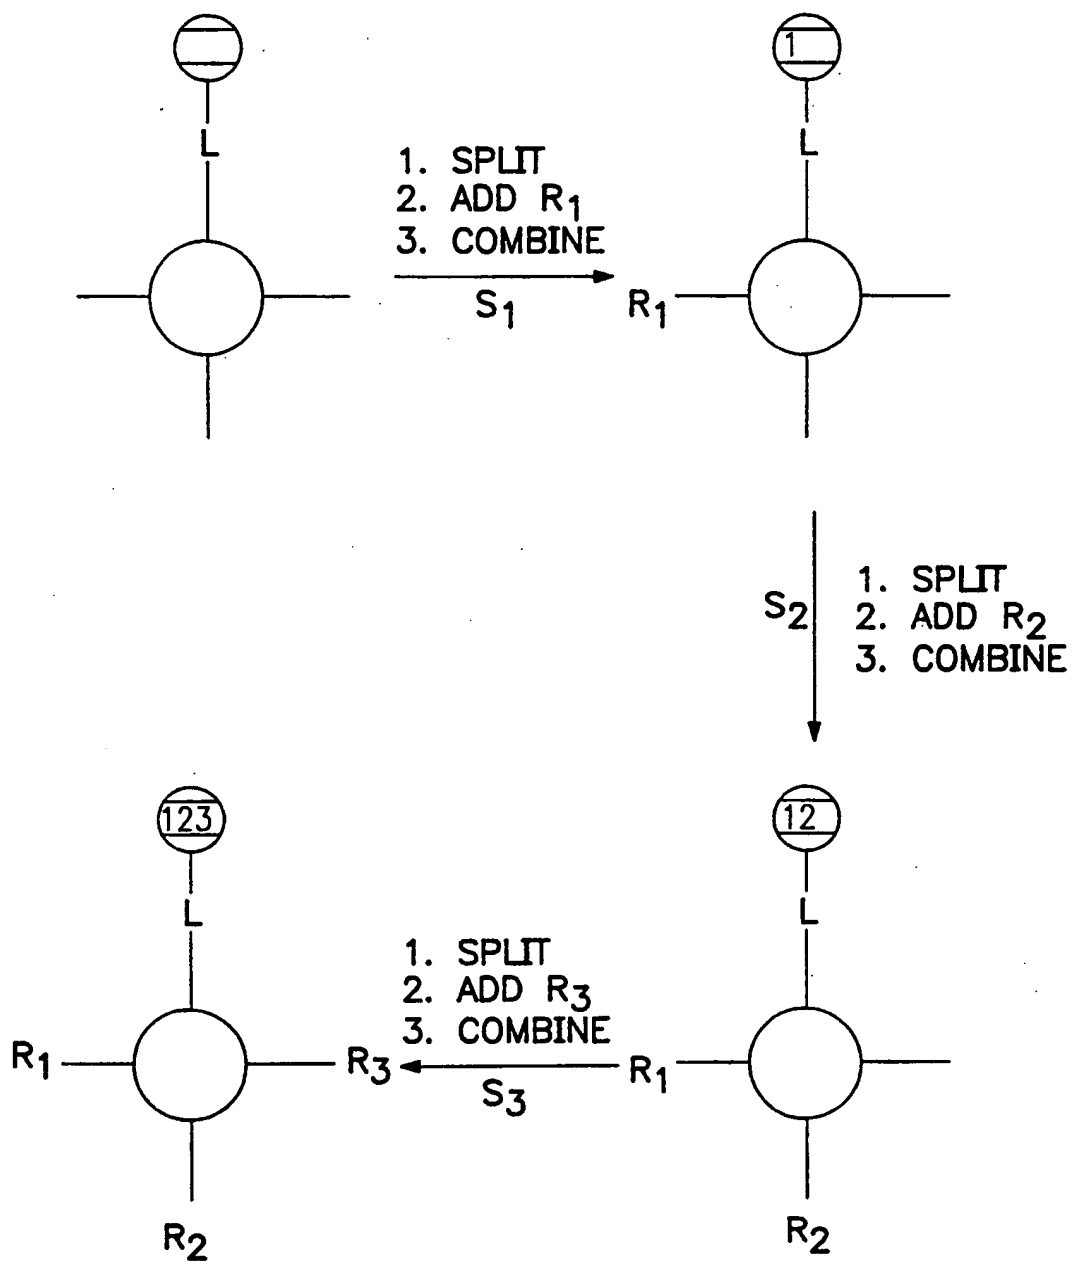 1
L
L
1. SPLIT
2. ADD R1
3. COMBINE
S1
R1
S2
1. SPLIT
2. ADD R2
3. COMBINE
123
12
L
L
1. SPLIT
2. ADD R3
3. COMBINE
R1
R3
S3
R1
R2
R2